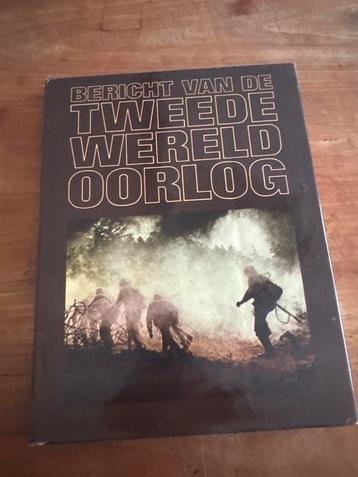 BERICHT VAN DE
TWEEDE
WERELD
OORLOG